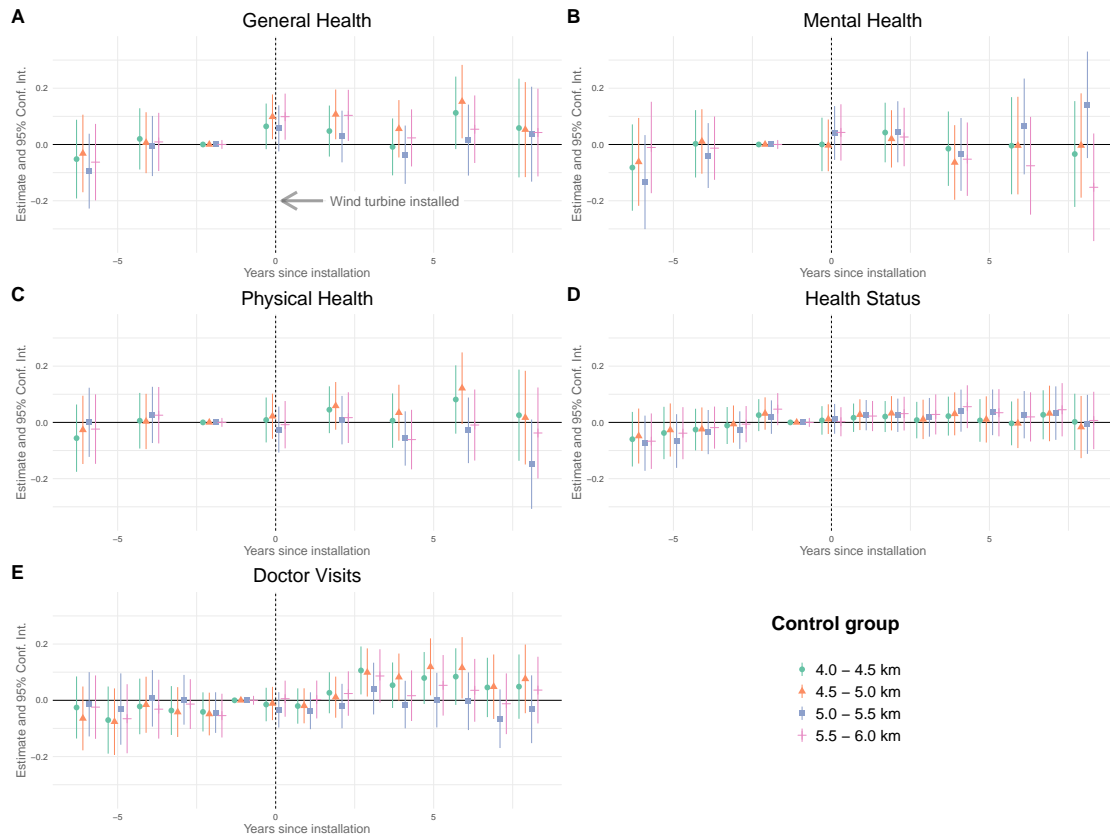 A
General Health
Estimate and 95% Conf. Int.
0.2
0.0
−0.2
Wind turbine installed
−5
0
5
Years since installation
B
Mental Health
Estimate and 95% Conf. Int.
0.2
0.0
−0.2
−5
0
5
Years since installation
C
Physical Health
Estimate and 95% Conf. Int.
0.2
0.0
−0.2
−5
0
5
Years since installation
D
Health Status
Estimate and 95% Conf. Int.
0.2
0.0
−0.2
−5
0
5
Years since installation
E
Doctor Visits
Estimate and 95% Conf. Int.
0.2
0.0
−0.2
−5
0
5
Years since installation
Control group
4.0 − 4.5 km
4.5 − 5.0 km
5.0 − 5.5 km
5.5 − 6.0 km